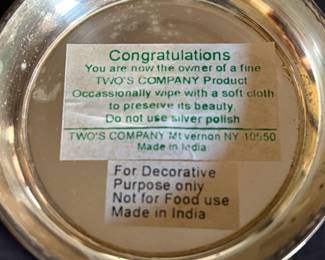 Congratulations
You are now the owner of a fine
TWO'S COMPANY Product
Occassionally wipe with a soft cloth
to preserve its beauty
Do not use silver polish
TWO'S COMPANY Mt vernon NY 10550
Made in India
For Decorative
Purpose only
Not for Food use
Made in India